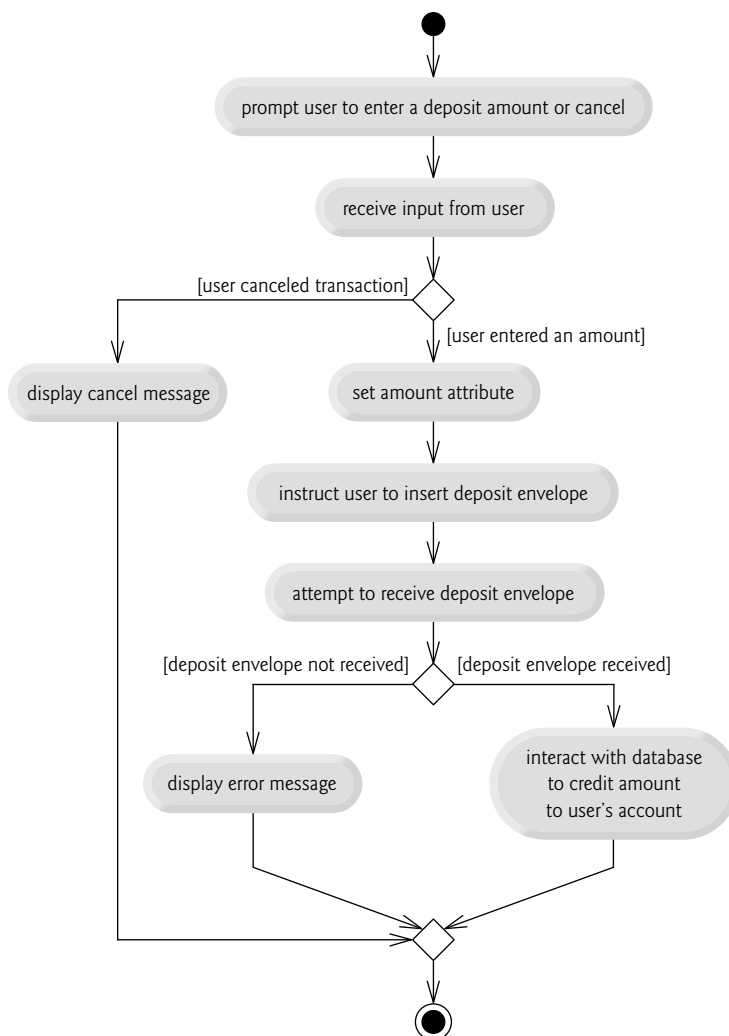 prompt user to enter a deposit amount or cancel
receive input from user
[user canceled transaction]
[user entered an amount]
display cancel message
set amount attribute
instruct user to insert deposit envelope
attempt to receive deposit envelope
[deposit envelope not received]
[deposit envelope received]
display error message
interact with database
to credit amount
to user's account